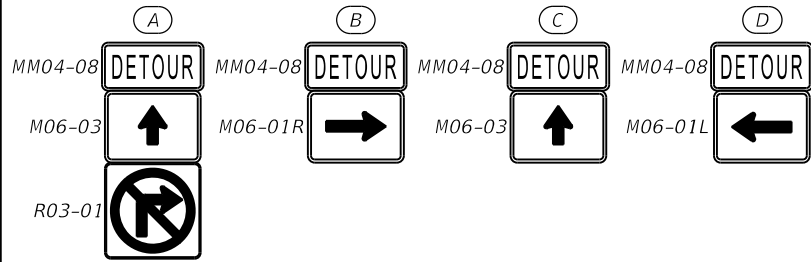 A B C D
MM04-08 DETOUR MM04-08 DETOUR MM04-08 DETOUR MM04-08 DETOUR
M06-03 M06-01R M06-03 M06-01L
R03-01